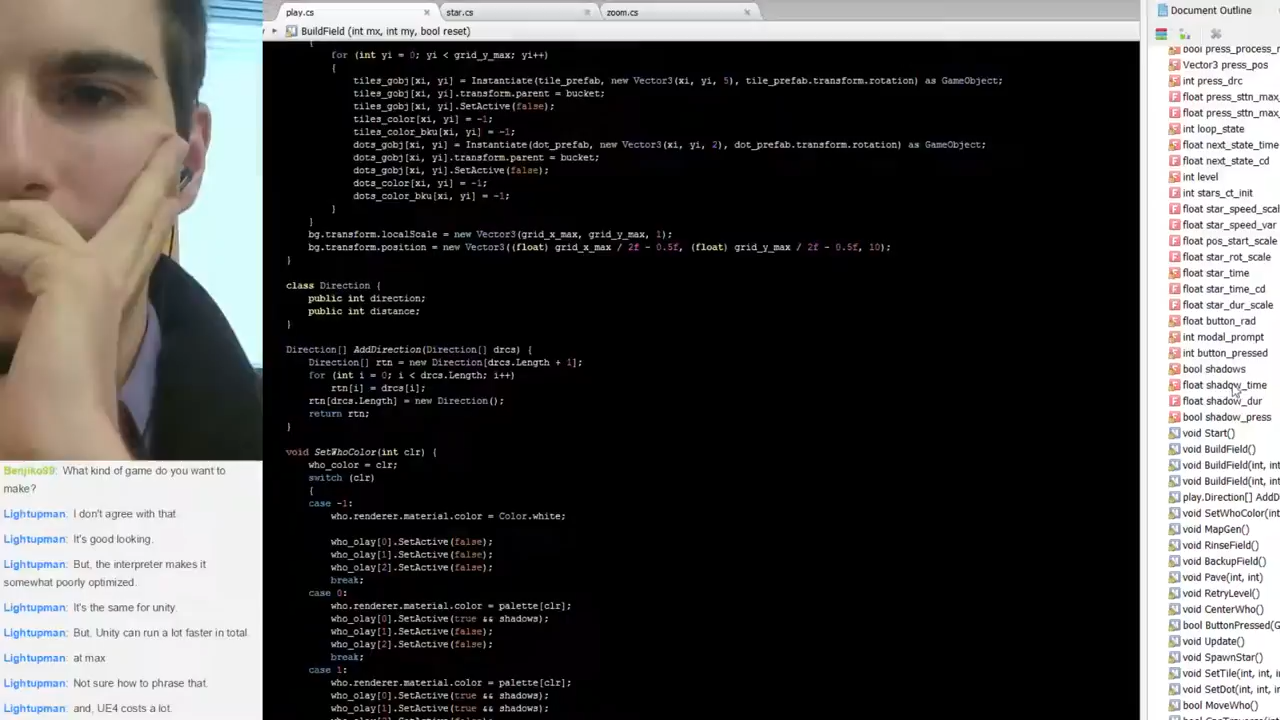 play.cs
star.cs
zoom.cs
BuildField (int mx, int my, bool reset)
{
for (int yi = 0; yi < grid_y_max; yi++)
{
tiles_gobj[xi, yi] = Instantiate(tile_prefab, new Vector3(xi, yi, 5), tile_prefab.transform.rotation) as GameObject;
tiles_gobj[xi, yi].transform.parent = bucket;
tiles_gobj[xi, yi].SetActive(false);
tiles_color[xi, yi] = -1;
tiles_color_bku[xi, yi] = -1;
dots_gobj[xi, yi] = Instantiate(dot_prefab, new Vector3(xi, yi, 2), dot_prefab.transform.rotation) as GameObject;
dots_gobj[xi, yi].transform.parent = bucket;
dots_gobj[xi, yi].SetActive(false);
dots_color[xi, yi] = -1;
dots_color_bku[xi, yi] = -1;
}
}
bg.transform.localScale = new Vector3(grid_x_max, grid_y_max, 1);
bg.transform.position = new Vector3((float) grid_x_max / 2f - 0.5f, (float) grid_y_max / 2f - 0.5f, 10);
}
class Direction {
public int direction;
public int distance;
}
Direction[] AddDirection(Direction[] drcs) {
Direction[] rtn = new Direction[drcs.Length + 1];
for (int i = 0; i < drcs.Length; i++)
rtn[i] = drcs[i];
rtn[drcs.Length] = new Direction();
return rtn;
}
void SetWhoColor(int clr) {
who_color = clr;
switch (clr)
{
case -1:
who.renderer.material.color = Color.white;
who_olay[0].SetActive(false);
who_olay[1].SetActive(false);
who_olay[2].SetActive(false);
break;
case 0:
who.renderer.material.color = palette[clr];
who_olay[0].SetActive(true && shadows);
who_olay[1].SetActive(false);
who_olay[2].SetActive(false);
break;
case 1:
who.renderer.material.color = palette[clr];
who_olay[0].SetActive(true && shadows);
who_olay[1].SetActive(true && shadows);
Document Outline
bool press_process_
Vector3 press_pos
int press_drc
float press_sttn_max_
float press_sttn_max_
int loop_state
float next_state_time
float next_state_cd
int level
int stars_ct_init
float star_speed_scal
float star_speed_var
float pos_start_scale
float star_rot_scale
float star_time
float star_time_cd
float star_dur_scale
float button_rad
int modal_prompt
int button_pressed
bool shadows
float shadow_time
float shadow_dur
bool shadow_press
void Start()
void BuildField()
void BuildField(int, int
void BuildField(int, int
play.Direction[] AddD
void SetWhoColor(int
void MapGen()
void RinseField()
void BackupField()
void Pave(int, int)
void RetryLevel()
void CenterWho()
bool ButtonPressed(G
void Update()
void SpawnStar()
void SetTile(int, int, i
void SetDot(int, int, i
bool MoveWho()
Benjiko99: What kind of game do you want to
make?
Lightupman: I don't agree with that.
Lightupman: It's good looking.
Lightupman: But, the interpreter makes it
somewhat poorly optimized.
Lightupman: It's the same for unity.
Lightupman: But, Unity can run a lot faster in total.
Lightupman: at max
Lightupman: Not sure how to phrase that.
Lightupman: and, UE4 costs a lot.